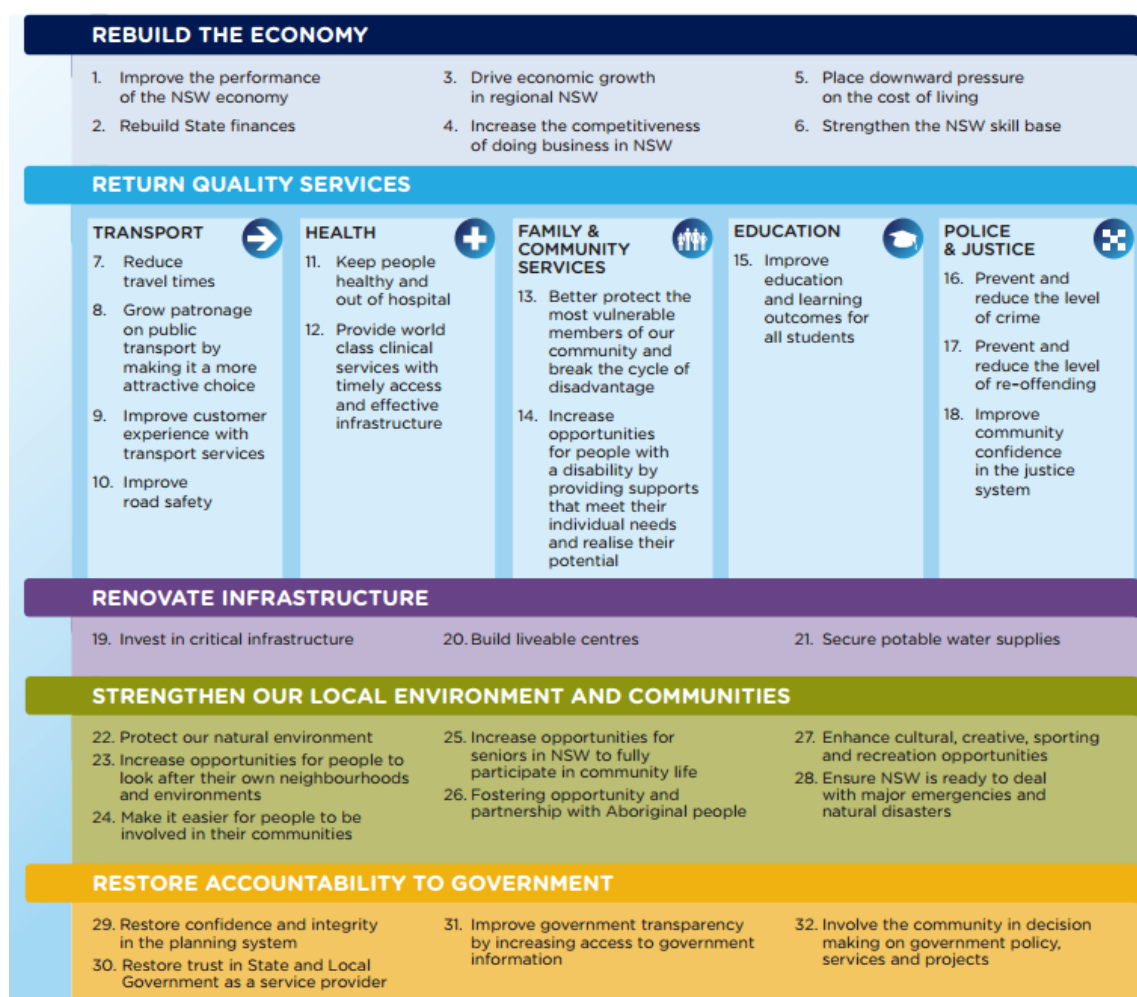 REBUILD THE ECONOMY
1. Improve the performance
of the NSW economy
2. Rebuild State finances
3. Drive economic growth
in regional NSW
4. Increase the competitiveness
of doing business in NSW
5. Place downward pressure
on the cost of living
6. Strengthen the NSW skill base
RETURN QUALITY SERVICES
TRANSPORT
7. Reduce
travel times
8. Grow patronage
on public
transport by
making it a more
attractive choice
9. Improve customer
experience with
transport services
10. Improve
road safety
HEALTH
11. Keep people
healthy and
out of hospital
12. Provide world
class clinical
services with
timely access
and effective
infrastructure
FAMILY &
COMMUNITY
SERVICES
13. Better protect the
most vulnerable
members of our
community and
break the cycle of
disadvantage
14. Increase
opportunities
for people with
a disability by
providing supports
that meet their
individual needs
and realise their
potential
EDUCATION
15. Improve
education
and learning
outcomes for
all students
POLICE
& JUSTICE
16. Prevent and
reduce the level
of crime
17. Prevent and
reduce the level
of re-offending
18. Improve
community
confidence
in the justice
system
RENOVATE INFRASTRUCTURE
19. Invest in critical infrastructure
20. Build liveable centres
21. Secure potable water supplies
STRENGTHEN OUR LOCAL ENVIRONMENT AND COMMUNITIES
22. Protect our natural environment
23. Increase opportunities for people to
look after their own neighbourhoods
and environments
24. Make it easier for people to be
involved in their communities
25. Increase opportunities for
seniors in NSW to fully
participate in community life
26. Fostering opportunity and
partnership with Aboriginal people
27. Enhance cultural, creative, sporting
and recreation opportunities
28. Ensure NSW is ready to deal
with major emergencies and
natural disasters
RESTORE ACCOUNTABILITY TO GOVERNMENT
29. Restore confidence and integrity
in the planning system
30. Restore trust in State and Local
Government as a service provider
31. Improve government transparency
by increasing access to government
information
32. Involve the community in decision
making on government policy,
services and projects